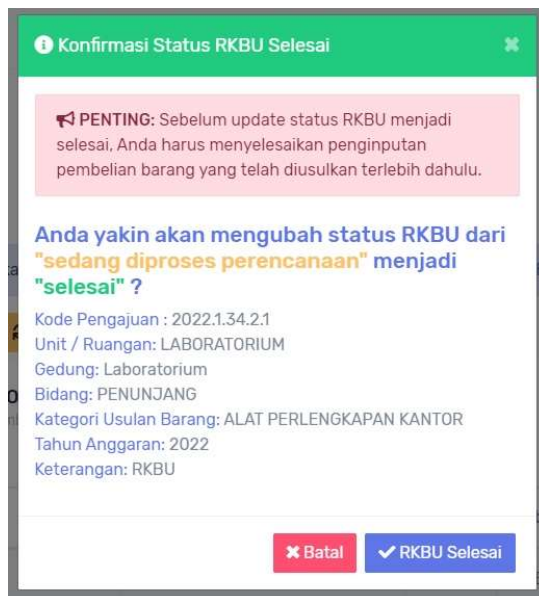 Konfirmasi Status RKBU Selesai
PENTING: Sebelum update status RKBU menjadi
selesai, Anda harus menyelesaikan penginputan
pembelian barang yang telah diusulkan terlebih dahulu.
Anda yakin akan mengubah status RKBU dari
"sedang diproses perencanaan" menjadi
"selesai" ?
Kode Pengajuan : 2022.1.34.2.1
Unit / Ruangan: LABORATORIUM
Gedung: Laboratorium
Bidang: PENUNJANG
Kategori Usulan Barang: ALAT PERLENGKAPAN KANTOR
Tahun Anggaran: 2022
Keterangan: RKBU
Batal
RKBU Selesai